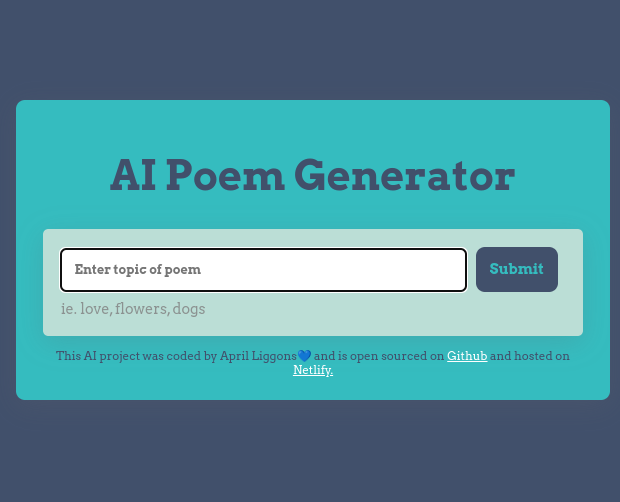 AI Poem Generator
Enter topic of poem
Submit
ie. love, flowers, dogs
This AI project was coded by April Liggons💙 and is open sourced on Github and hosted on
Netlify.